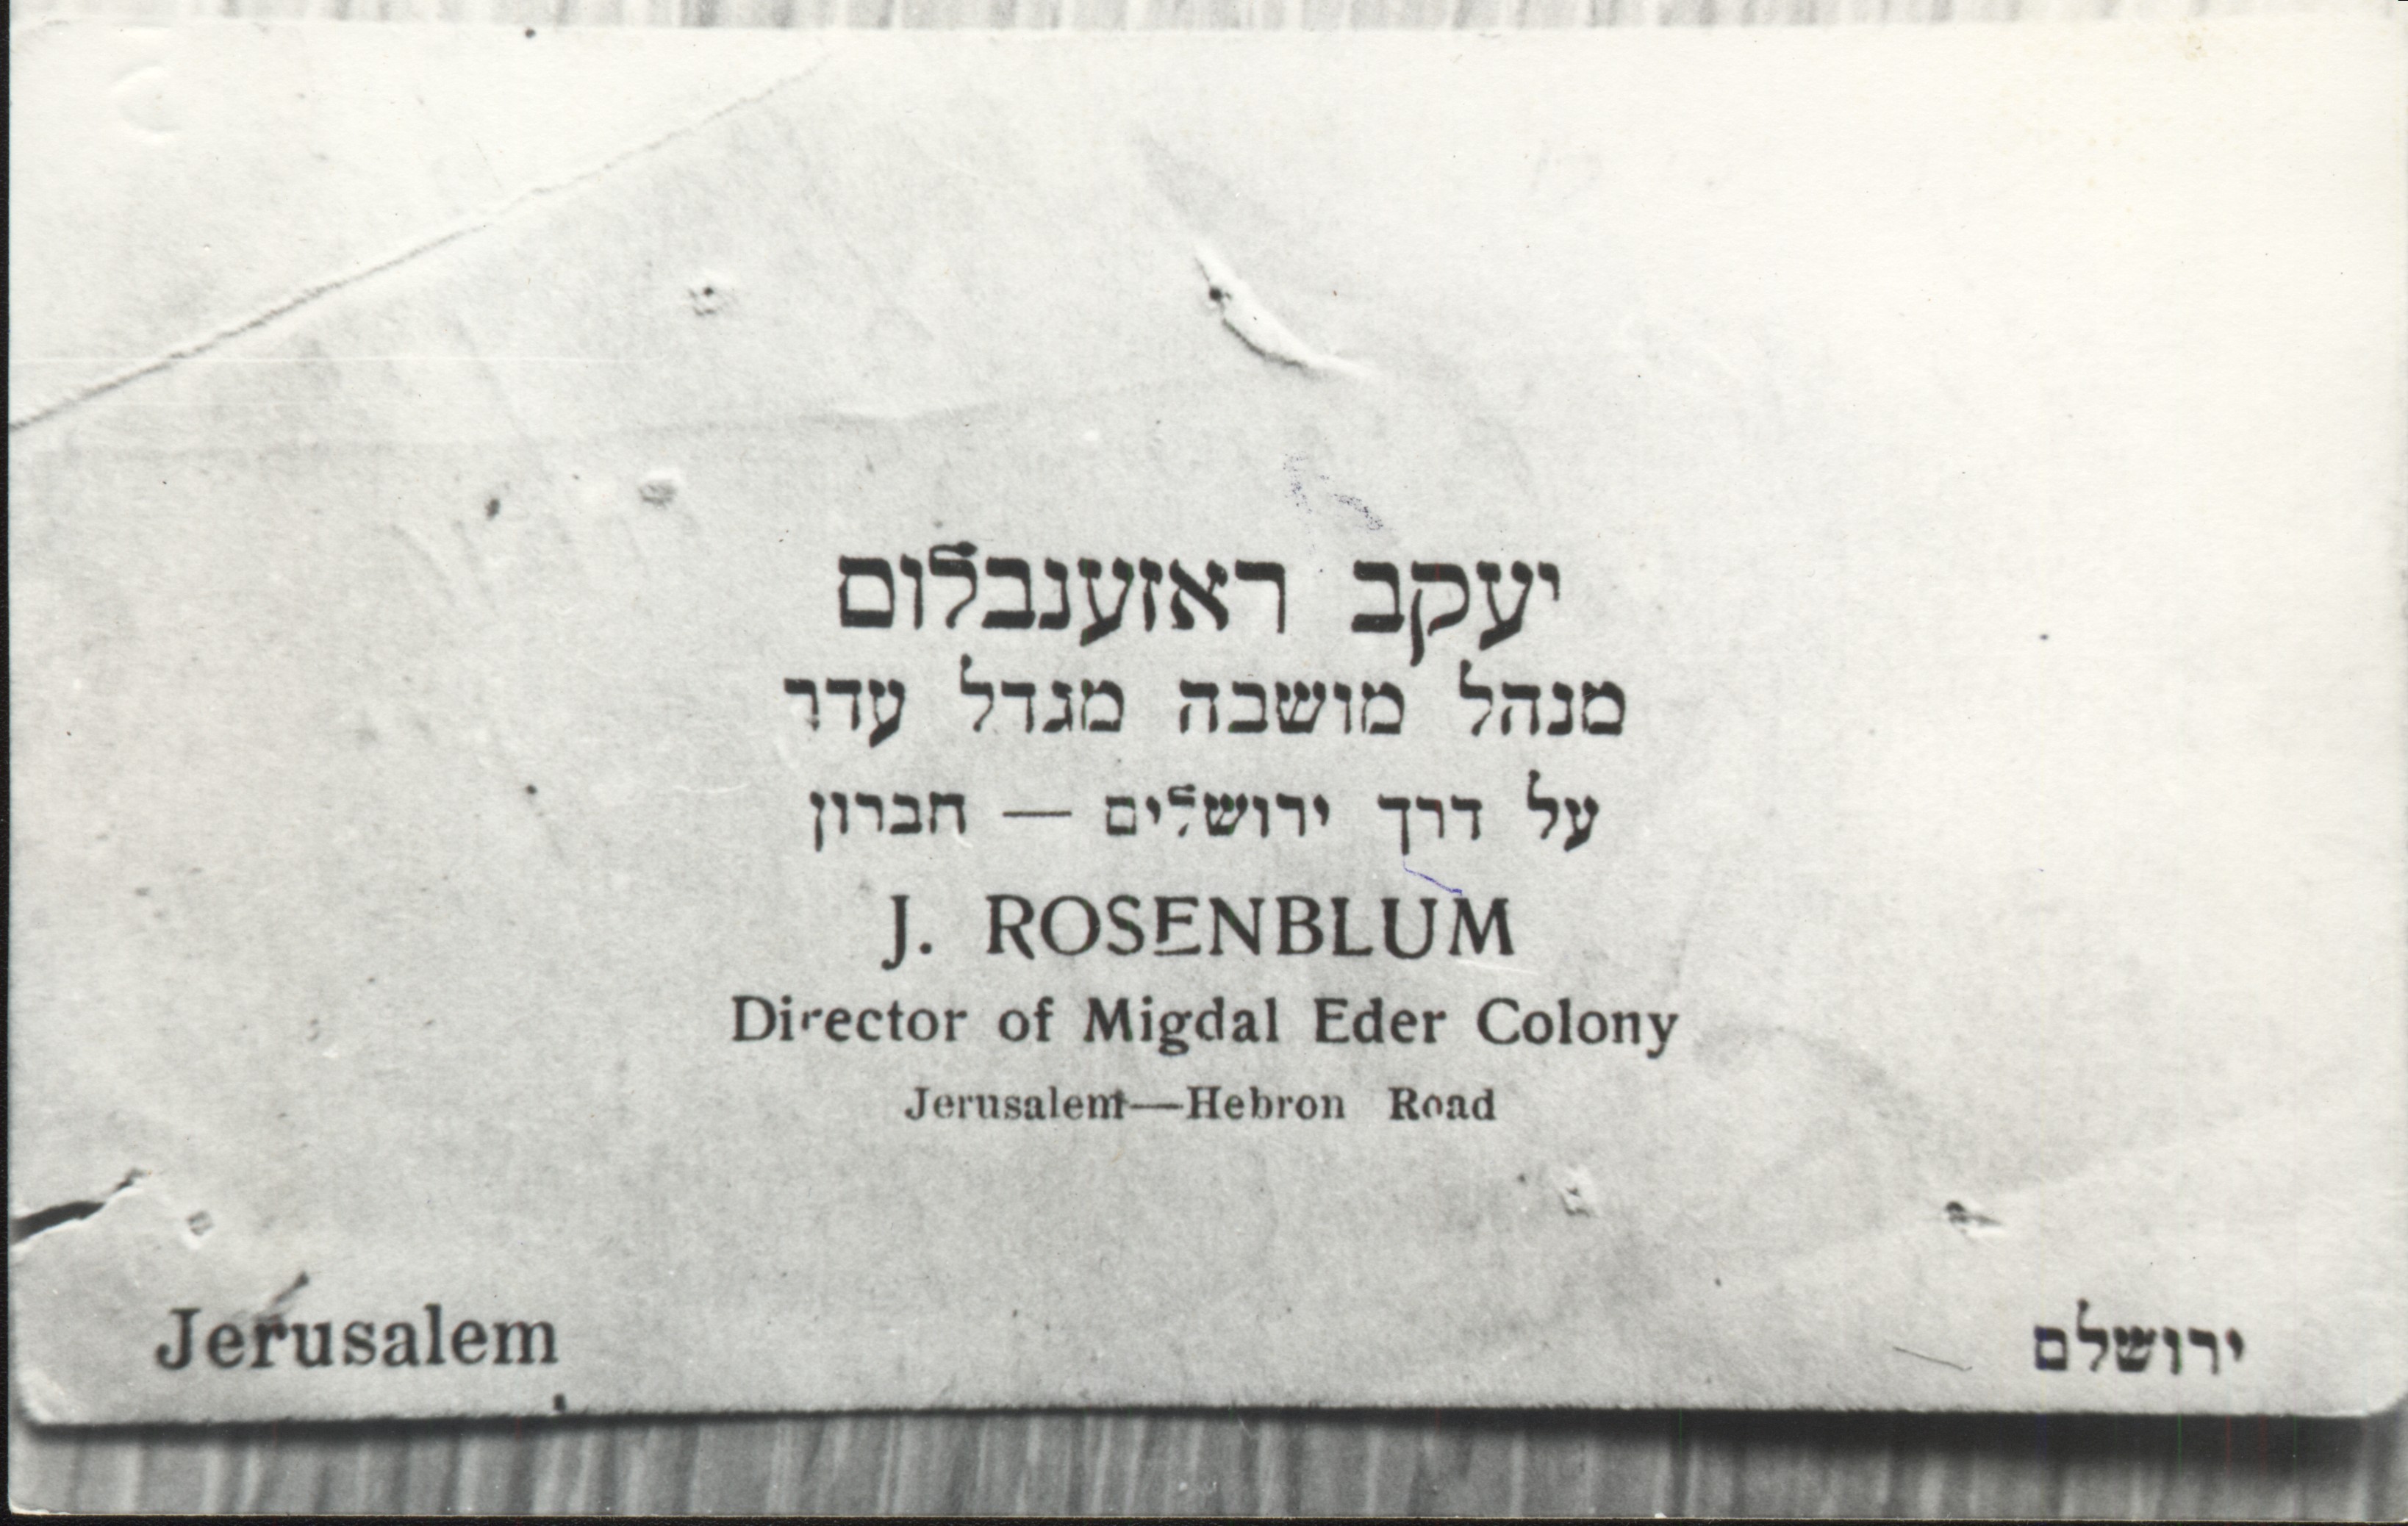 יעקב ראזענבלום
מנהל מושבה מגדל עדר
על דרך ירושלים — חברון
J. ROSENBLUM
Director of Migdal Eder Colony
Jerusalem—Hebron Road
Jerusalem
ירושלם